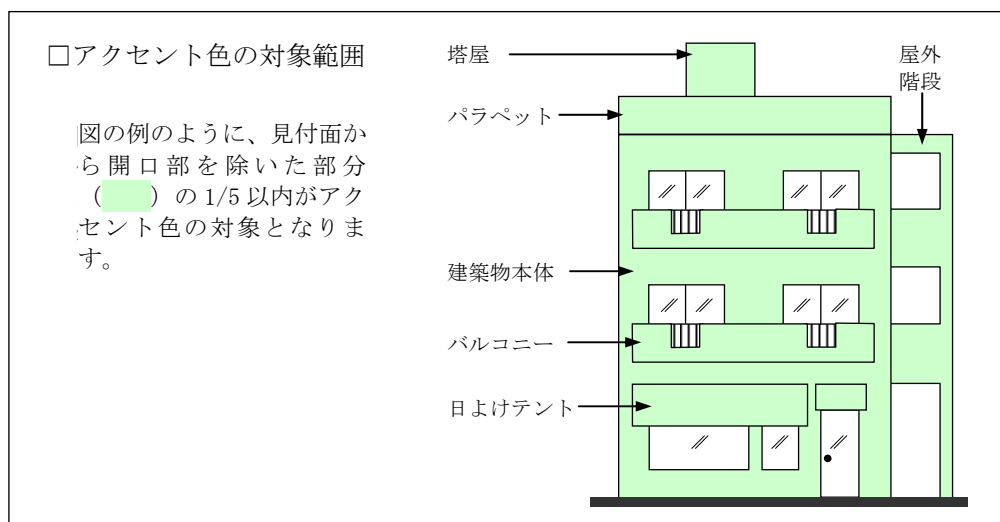 □アクセント色の対象範囲
図の例のように、見付面か
ら開口部を除いた部分
（　　）の 1/5 以内がアク
セント色の対象となりま
す。
塔屋
パラペット
建築物本体
バルコニー
日よけテント
屋外
階段